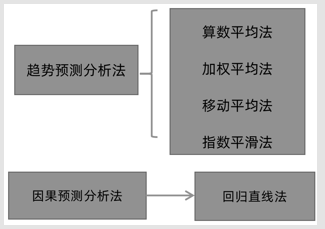 趋势预测分析法
算数平均法
加权平均法
移动平均法
指数平滑法
因果预测分析法
回归直线法